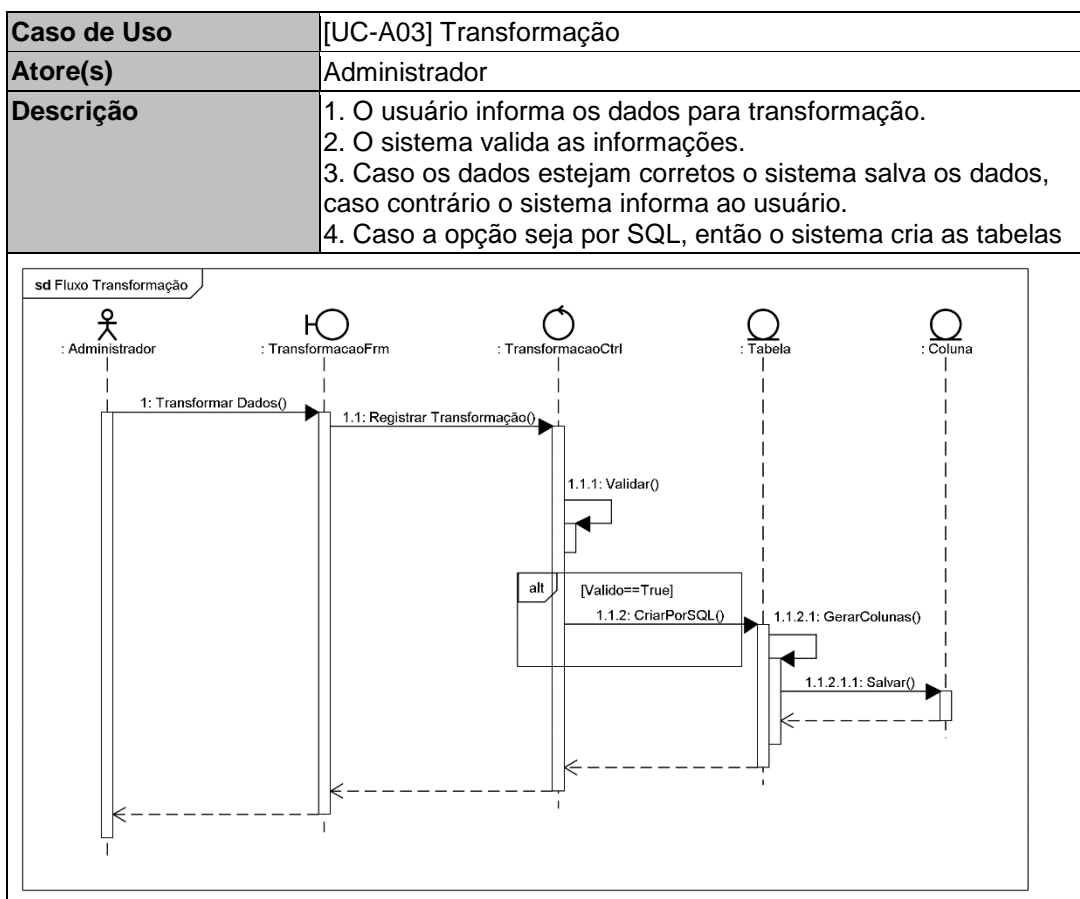 Caso de Uso [UC-A03] Transformação
Atore(s) Administrador
Descrição 1. O usuário informa os dados para transformação.
2. O sistema valida as informações.
3. Caso os dados estejam corretos o sistema salva os dados,
caso contrário o sistema informa ao usuário.
4. Caso a opção seja por SQL, então o sistema cria as tabelas
sd Fluxo Transformação
: Administrador : TransformacaoFrm : TransformacaoCtrl : Tabela : Coluna
1: Transformar Dados()
1.1: Registrar Transformação()
1.1.1: Validar()
alt [Valido==True]
1.1.2: CriarPorSQL() 1.1.2.1: GerarColunas()
1.1.2.1.1: Salvar()